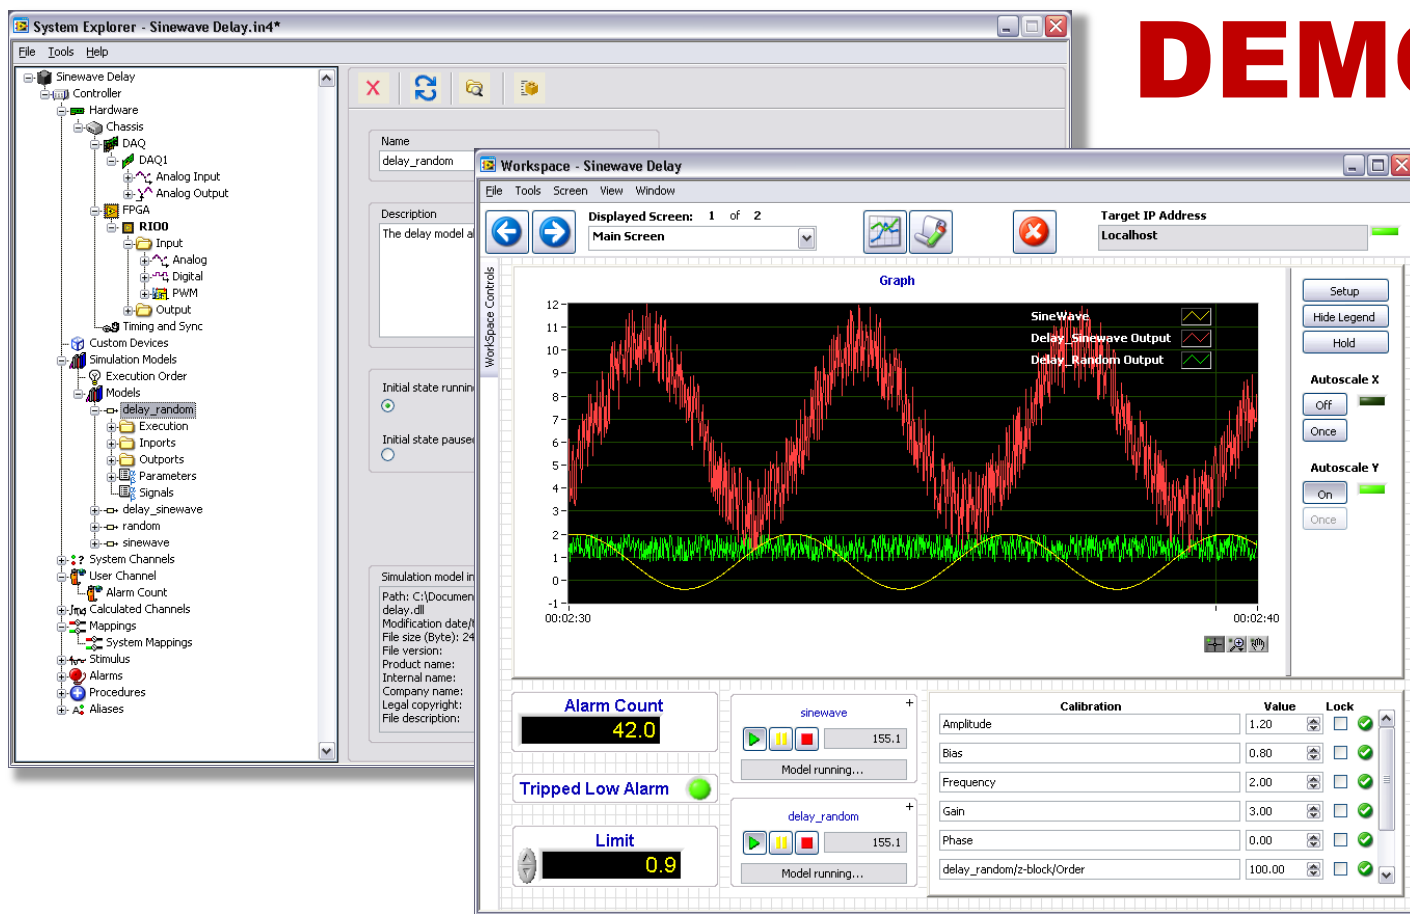 System Explorer - Sinewave Delay.in4*
File Tools Help
Sinewave Delay
Controller
Hardware
Chassis
DAQ
DAQ1
Analog Input
Analog Output
FPGA
RIO0
Input
Analog
Digital
PWM
Output
Timing and Sync
Custom Devices
Simulation Models
Execution Order
Models
delay_random
Execution
Inports
Outports
Parameters
Signals
delay_sinewave
random
sinewave
System Channels
User Channel
Alarm Count
Calculated Channels
Mappings
System Mappings
Stimulus
Alarms
Procedures
Aliases
Name
delay_random
Description
The delay model al
Initial state running
Initial state paused
Simulation model in
Path: C:\Documen
delay.dll
Modification date/t
File size (Byte): 24
File version:
Product name:
Internal name:
Company name:
Legal copyright:
File description:
DEMO
Workspace - Sinewave Delay
File Tools Screen View Window
Displayed Screen: 1 of 2
Main Screen
Target IP Address
Localhost
WorkSpace Controls
Graph
12
11
10
9
8
7
6
5
4
3
2
1
0
-1
00:02:30
00:02:40
SineWave
Delay_Sinewave Output
Delay_Random Output
Setup
Hide Legend
Hold
Autoscale X
Off
Once
Autoscale Y
On
Once
Alarm Count
42.0
Tripped Low Alarm
Limit
0.9
sinewave
155.1
Model running...
delay_random
155.1
Model running...
Calibration Value Lock
Amplitude 1.20
Bias 0.80
Frequency 2.00
Gain 3.00
Phase 0.00
delay_random/z-block/Order 100.00